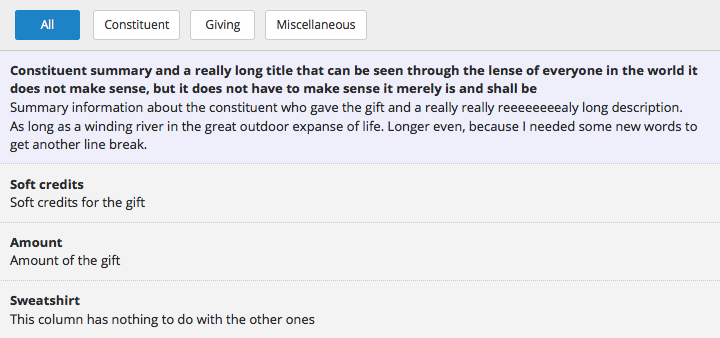 All
Constituent
Giving
Miscellaneous
Constituent summary and a really long title that can be seen through the lense of everyone in the world it
does not make sense, but it does not have to make sense it merely is and shall be
Summary information about the constituent who gave the gift and a really really reeeeeeeealy long description.
As long as a winding river in the great outdoor expanse of life. Longer even, because I needed some new words to
get another line break.
Soft credits
Soft credits for the gift
Amount
Amount of the gift
Sweatshirt
This column has nothing to do with the other ones